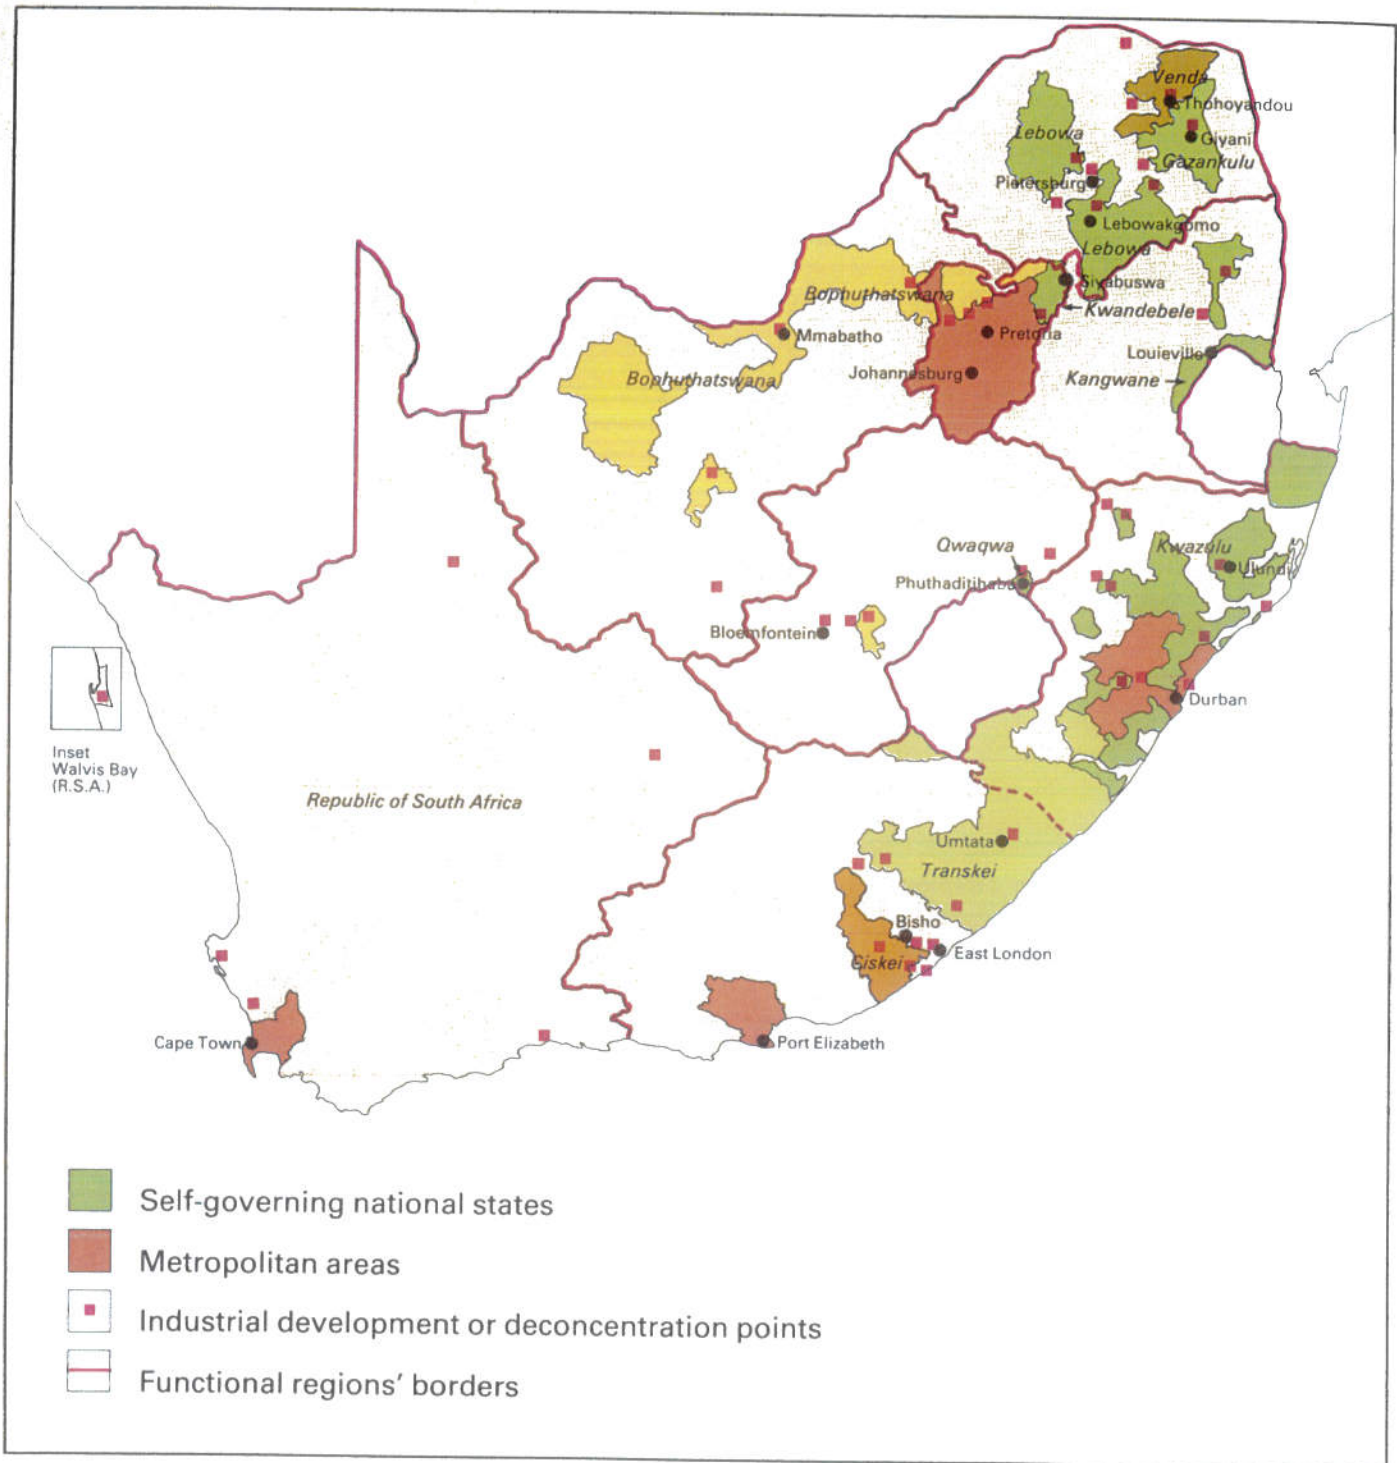 Venda
Thohoyandou
Lebowa
Giyani
Gazankulu
Pietersburg
Lebowakgomo
Lebowa
Siyabuswa
Bophuthatswana
Kwandebele
Mmabatho
Pretoria
Louieville
Johannesburg
Kangwane
Bophuthatswana
Qwaqwa
Kwazulu
Ulundi
Phuthaditjhaba
Bloemfontein
Durban
Inset
Walvis Bay
(R.S.A.)
Republic of South Africa
Umtata
Transkei
Bisho
East London
Ciskei
Cape Town
Port Elizabeth
Self-governing national states
Metropolitan areas
Industrial development or deconcentration points
Functional regions' borders